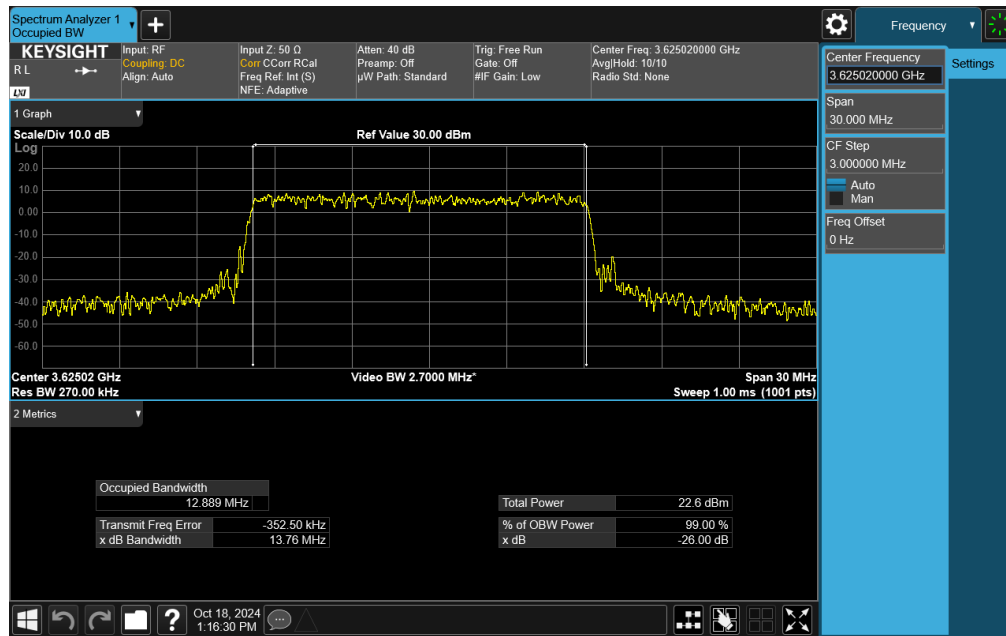 Spectrum Analyzer 1
Occupied BW
Frequency
KEYSIGHT
R L
LXI
Input: RF
Coupling: DC
Align: Auto
Input Z: 50 Ω
Corr CCorr RCal
Freq Ref: Int (S)
NFE: Adaptive
Atten: 40 dB
Preamp: Off
µW Path: Standard
Trig: Free Run
Gate: Off
#IF Gain: Low
Center Freq: 3.625020000 GHz
Avg|Hold: 10/10
Radio Std: None
Center Frequency
3.625020000 GHz
Settings
Span
30.000 MHz
CF Step
3.000000 MHz
Auto
Man
Freq Offset
0 Hz
1 Graph
Scale/Div 10.0 dB
Ref Value 30.00 dBm
Log
20.0
10.0
0.00
-10.0
-20.0
-30.0
-40.0
-50.0
-60.0
Center 3.62502 GHz
Video BW 2.7000 MHz*
Span 30 MHz
Res BW 270.00 kHz
Sweep 1.00 ms (1001 pts)
2 Metrics
Occupied Bandwidth
12.889 MHz
Total Power 22.6 dBm
Transmit Freq Error -352.50 kHz
% of OBW Power 99.00 %
x dB Bandwidth 13.76 MHz
x dB -26.00 dB
?
Oct 18, 2024
1:16:30 PM